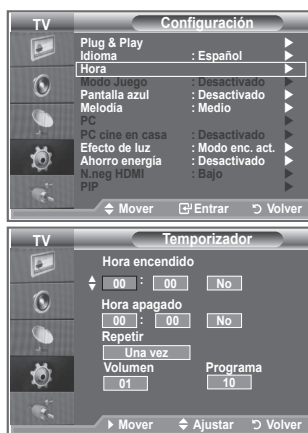 TV Configuración
Plug & Play
Idioma : Español
Hora
Modo Juego : Desactivado
Pantalla azul : Desactivado
Melodía : Medio
PC
PC cine en casa : Desactivado
Efecto de luz : Modo enc. act.
Ahorro energía : Desactivado
N.neg HDMI : Bajo
PIP
Mover Entrar Volver
TV Temporizador
Hora encendido
00 : 00 No
Hora apagado
00 : 00 No
Repetir
Una vez
Volumen Programa
01 10
Mover Ajustar Volver